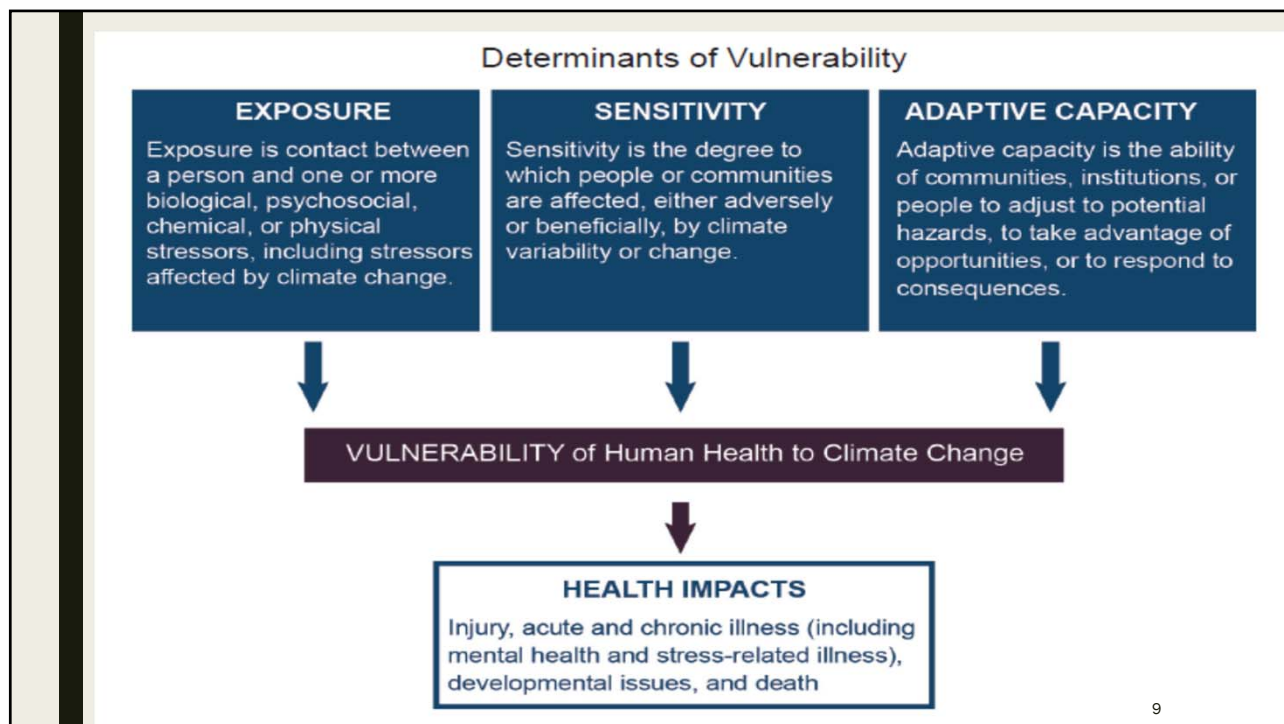 Determinants of Vulnerability
EXPOSURE
Exposure is contact between
a person and one or more
biological, psychosocial,
chemical, or physical
stressors, including stressors
affected by climate change.
SENSITIVITY
Sensitivity is the degree to
which people or communities
are affected, either adversely
or beneficially, by climate
variability or change.
ADAPTIVE CAPACITY
Adaptive capacity is the ability
of communities, institutions, or
people to adjust to potential
hazards, to take advantage of
opportunities, or to respond to
consequences.
VULNERABILITY of Human Health to Climate Change
HEALTH IMPACTS
Injury, acute and chronic illness (including
mental health and stress-related illness),
developmental issues, and death
9